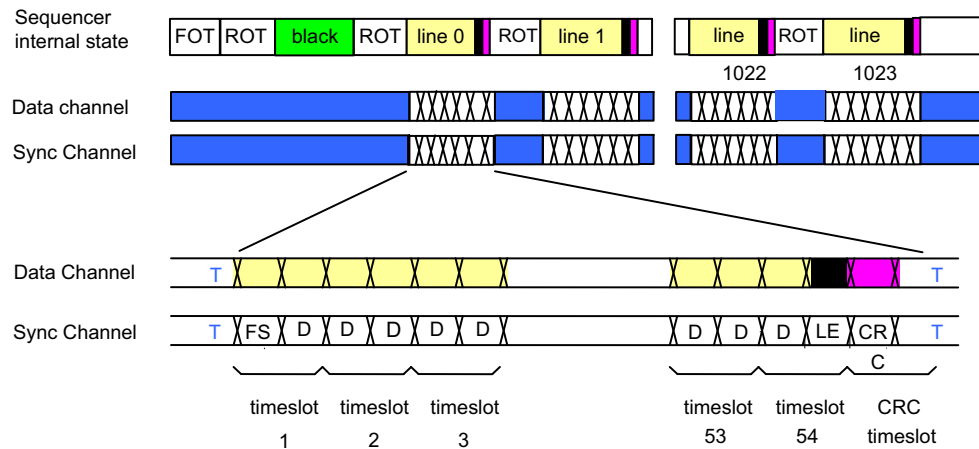 Sequencer
internal state
FOT ROT black ROT line 0 ROT line 1 line ROT line
1022 1023
Data channel
Sync Channel
Data Channel T T
Sync Channel T FS D D D D D D D D LE CR T
C
timeslot timeslot timeslot timeslot timeslot CRC
1 2 3 53 54 timeslot